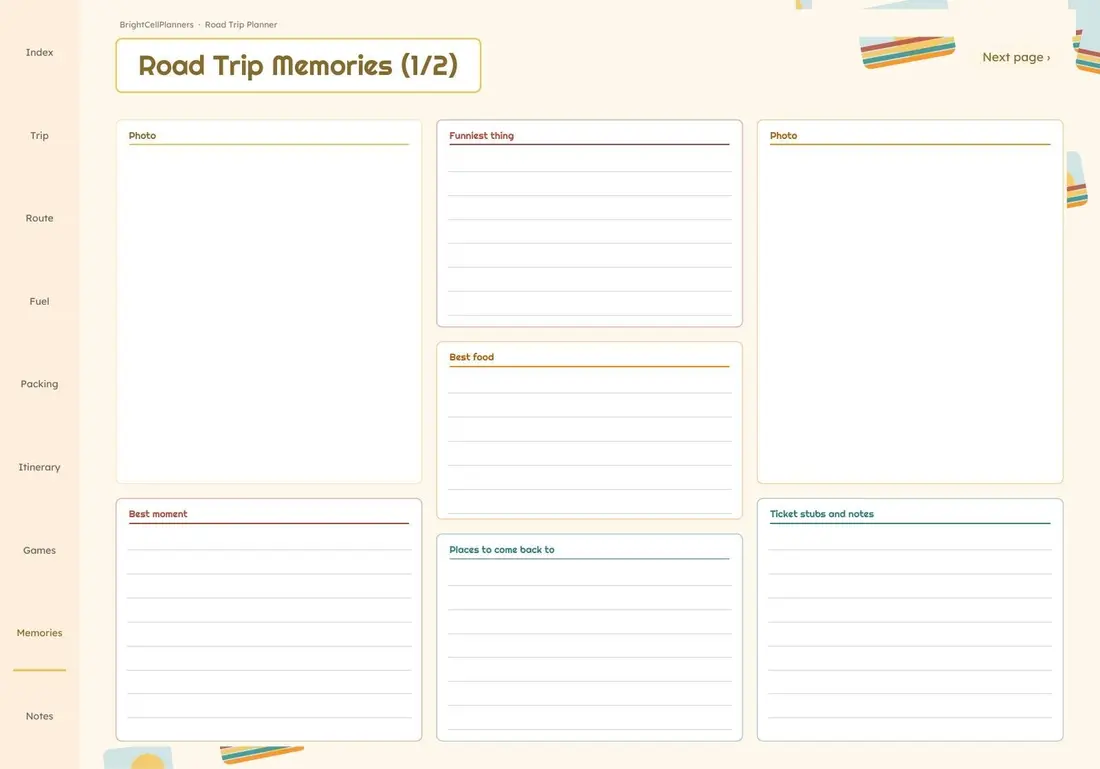 BrightCellPlanners · Road Trip Planner
Road Trip Memories (1/2)
Next page ›
Index
Trip
Route
Fuel
Packing
Itinerary
Games
Memories
Notes
Photo
Best moment
Funniest thing
Best food
Places to come back to
Photo
Ticket stubs and notes